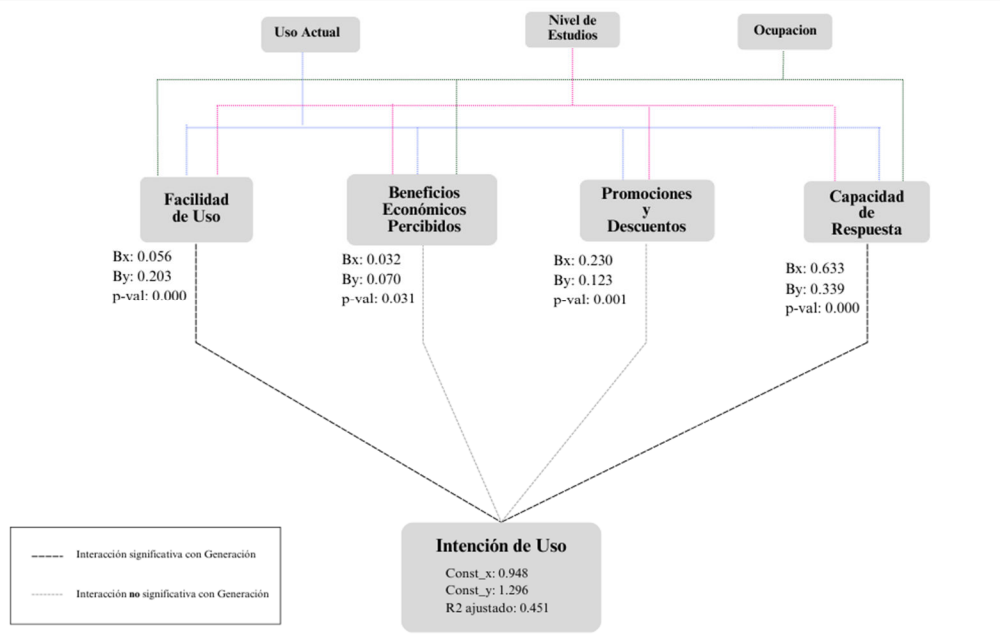 Uso Actual
Nivel de
Estudios
Ocupacion
Facilidad
de Uso
Beneficios
Económicos
Percibidos
Promociones
y
Descuentos
Capacidad
de
Respuesta
Bx: 0.056
By: 0.203
p-val: 0.000
Bx: 0.032
By: 0.070
p-val: 0.031
Bx: 0.230
By: 0.123
p-val: 0.001
Bx: 0.633
By: 0.339
p-val: 0.000
Intención de Uso
Const_x: 0.948
Const_y: 1.296
R2 ajustado: 0.451
Interacción significativa con Generación
Interacción no significativa con Generación